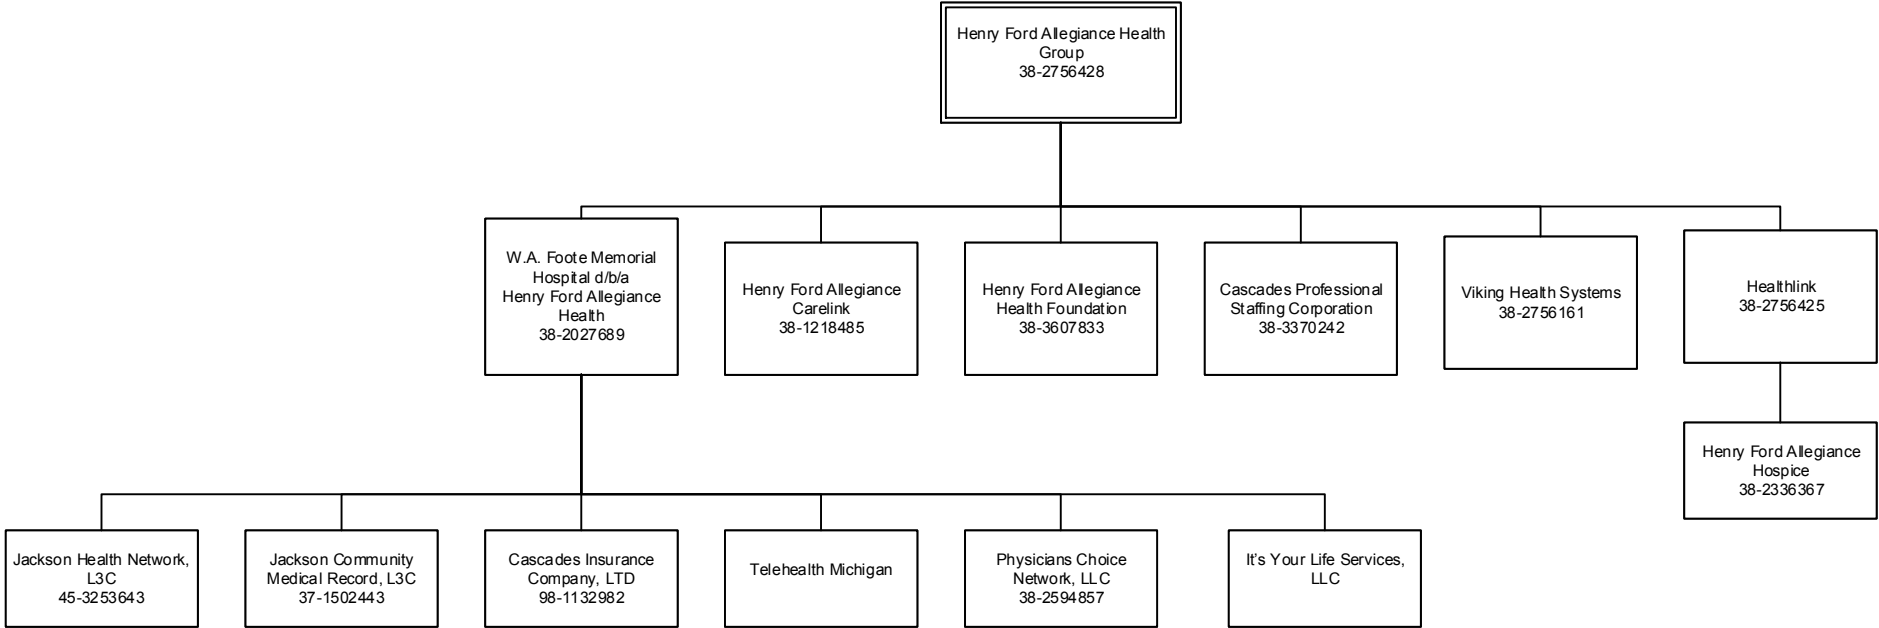 Henry Ford Allegiance Health
Group
38-2756428
W.A. Foote Memorial
Hospital d/b/a
Henry Ford Allegiance
Health
38-2027689
Henry Ford Allegiance
Carelink
38-1218485
Henry Ford Allegiance
Health Foundation
38-3607833
Cascades Professional
Staffing Corporation
38-3370242
Viking Health Systems
38-2756161
Healthlink
38-2756425
Henry Ford Allegiance
Hospice
38-2336367
Jackson Health Network,
L3C
45-3253643
Jackson Community
Medical Record, L3C
37-1502443
Cascades Insurance
Company, LTD
98-1132982
Telehealth Michigan
Physicians Choice
Network, LLC
38-2594857
It’s Your Life Services,
LLC